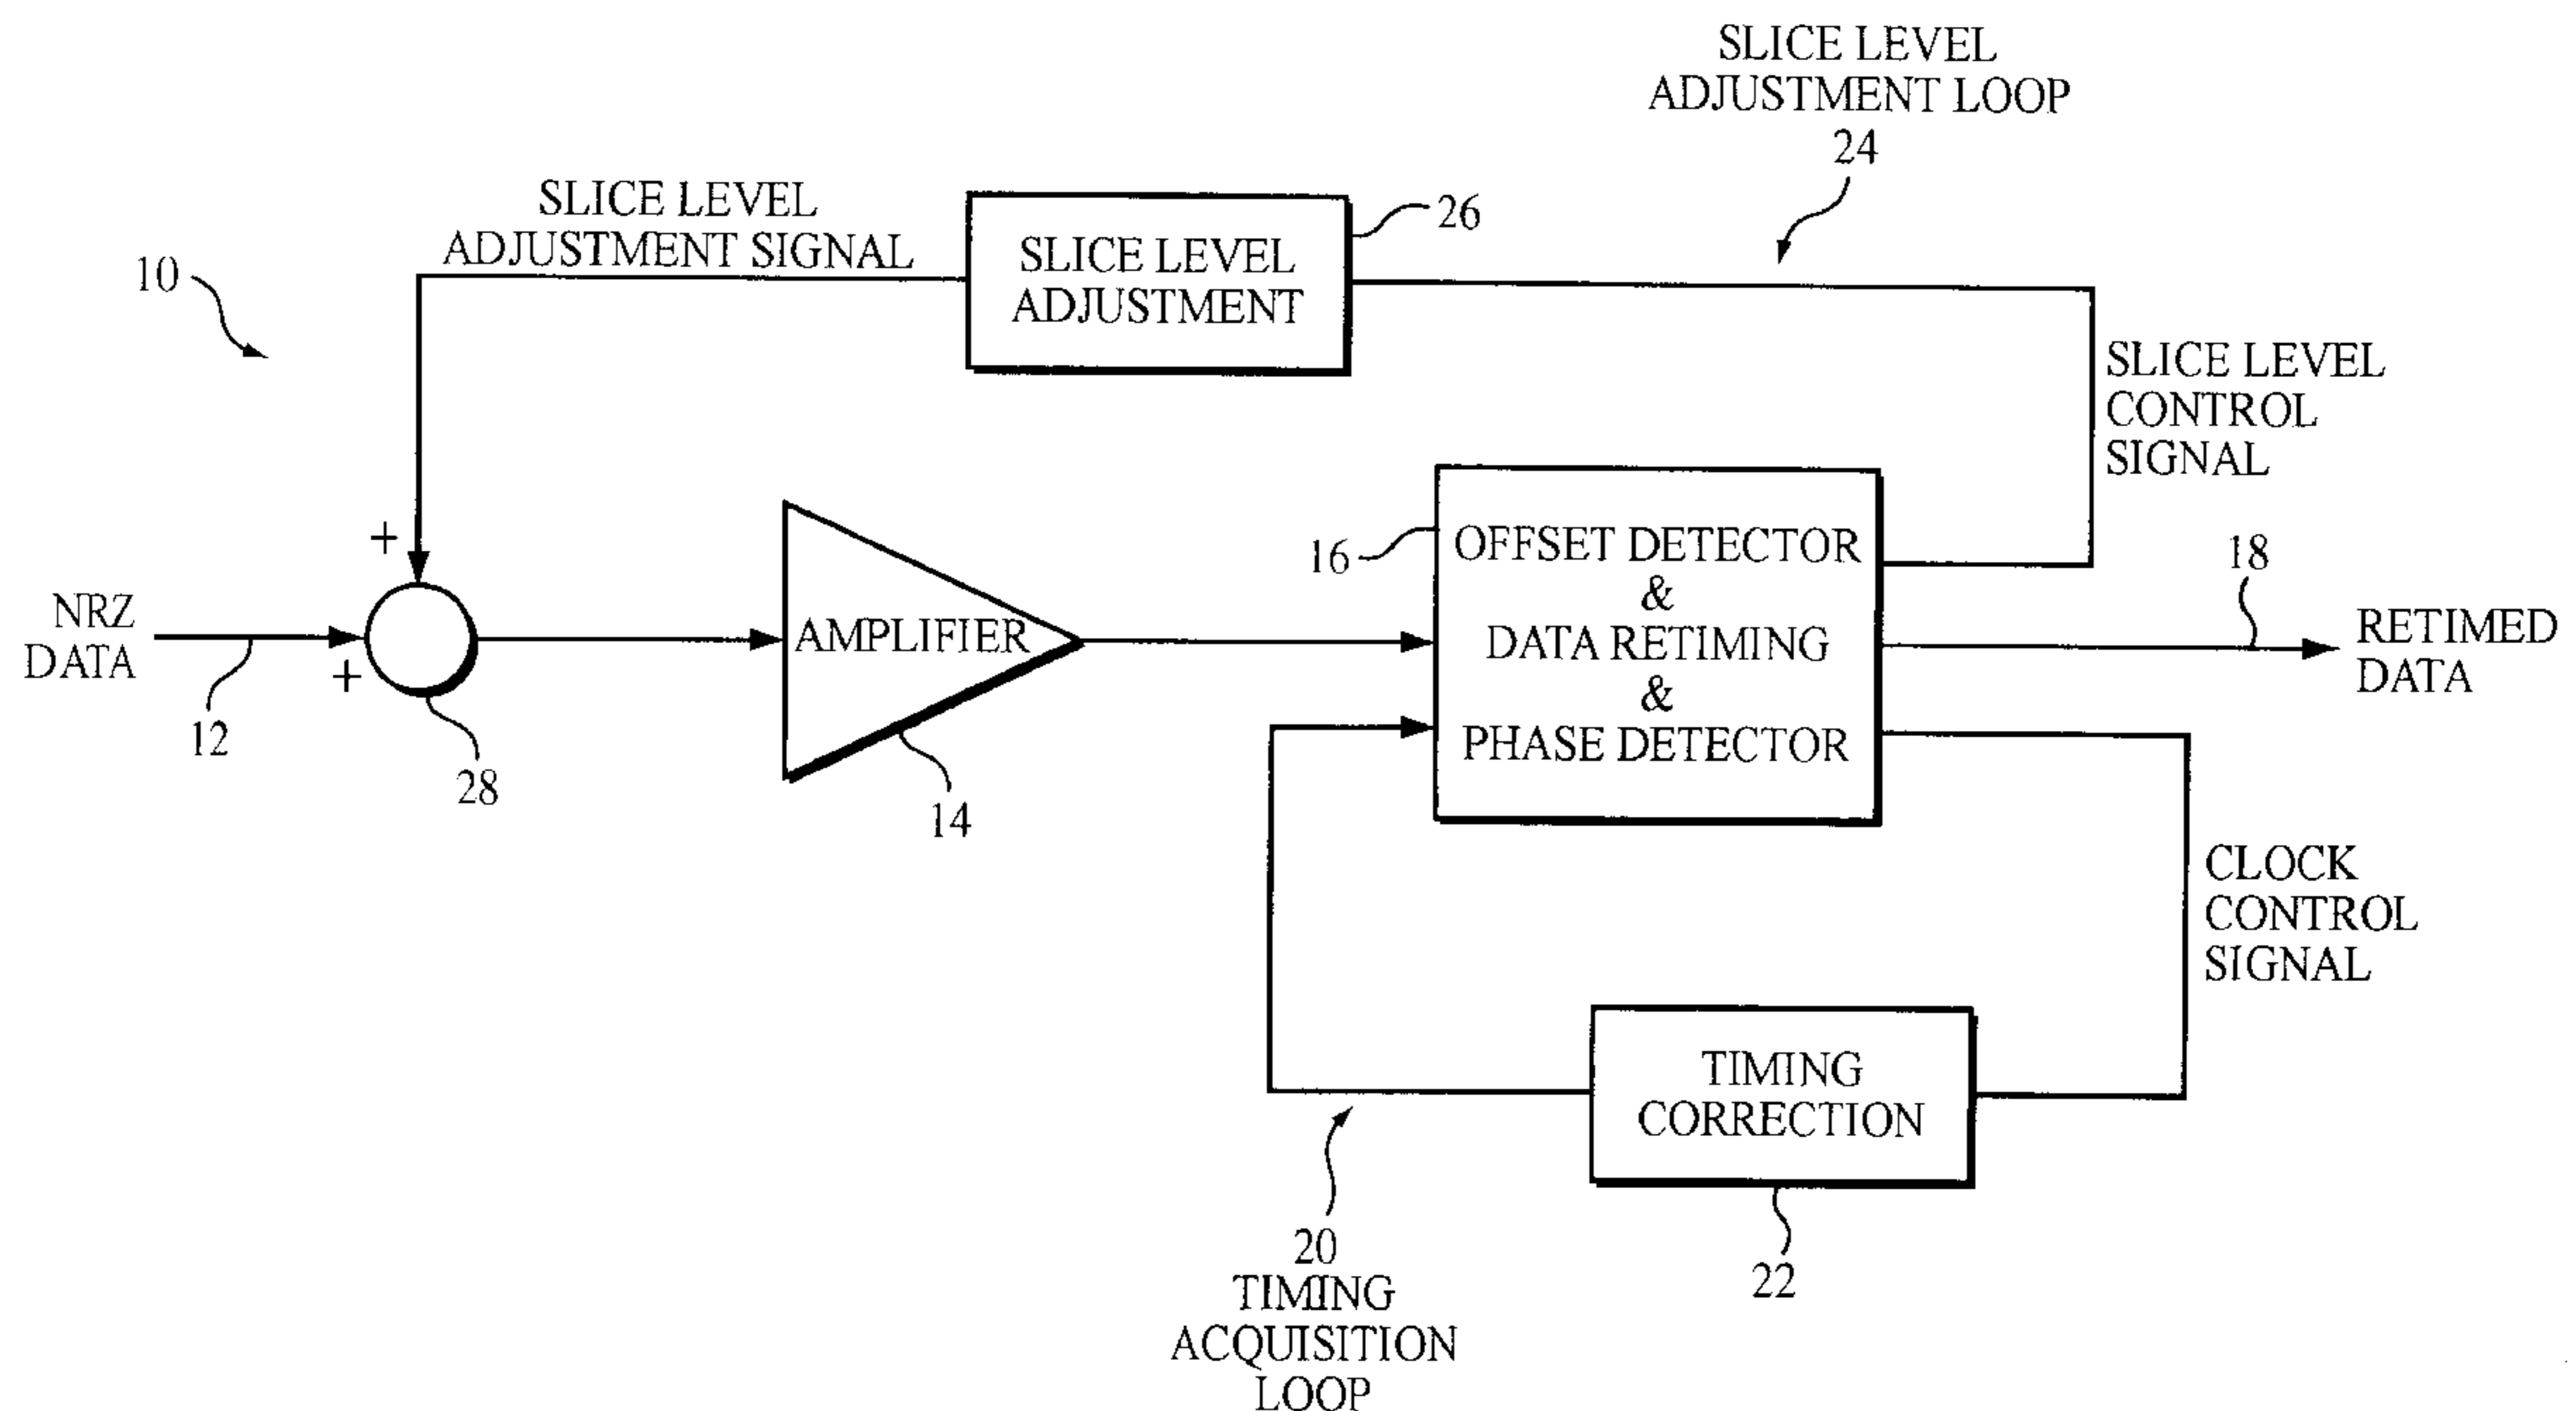 SLICE LEVEL
ADJUSTMENT LOOP
24
SLICE LEVEL
ADJUSTMENT SIGNAL
10
SLICE LEVEL
ADJUSTMENT
26
SLICE LEVEL
CONTROL
SIGNAL
+
NRZ
DATA
12
+
28
AMPLIFIER
14
16
OFFSET DETECTOR
&
DATA RETIMING
&
PHASE DETECTOR
18
RETIMED
DATA
CLOCK
CONTROL
SIGNAL
TIMING
CORRECTION
22
20
TIMING
ACQUISITION
LOOP